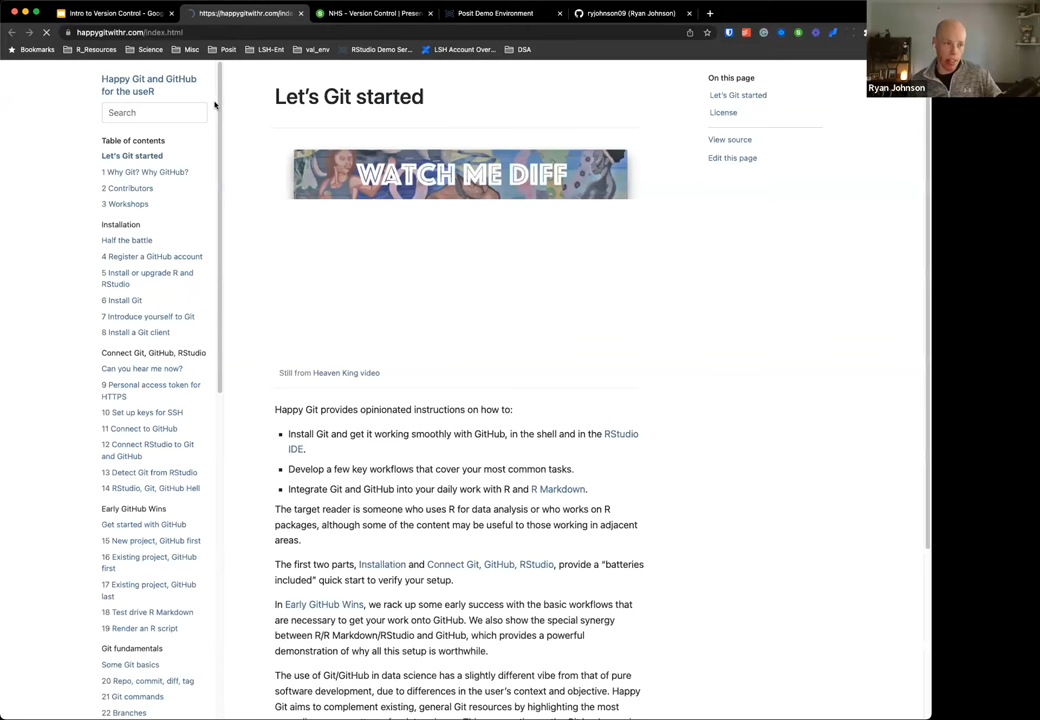 Intro to Version Control - Goog
https://happygitwithr.com/inde
NHS - Version Control | Presen
Posit Demo Environment
ryjohnson09 (Ryan Johnson)
happygitwithr.com/index.html
Bookmarks
R_Resources
Science
Misc
Posit
LSH-Ent
val_env
RStudio Demo Ser...
LSH Account Over...
DSA
Ryan Johnson
Happy Git and GitHub
for the useR
Search
Table of contents
Let's Git started
1 Why Git? Why GitHub?
2 Contributors
3 Workshops
Installation
Half the battle
4 Register a GitHub account
5 Install or upgrade R and
RStudio
6 Install Git
7 Introduce yourself to Git
8 Install a Git client
Connect Git, GitHub, RStudio
Can you hear me now?
9 Personal access token for
HTTPS
10 Set up keys for SSH
11 Connect to GitHub
12 Connect RStudio to Git
and GitHub
13 Detect Git from RStudio
14 RStudio, Git, GitHub Hell
Early GitHub Wins
Get started with GitHub
15 New project, GitHub first
16 Existing project, GitHub
first
17 Existing project, GitHub
last
18 Test drive R Markdown
19 Render an R script
Git fundamentals
Some Git basics
20 Repo, commit, diff, tag
21 Git commands
22 Branches
Let's Git started
WATCH ME DIFF
Still from Heaven King video
Happy Git provides opinionated instructions on how to:
Install Git and get it working smoothly with GitHub, in the shell and in the RStudio
IDE.
Develop a few key workflows that cover your most common tasks.
Integrate Git and GitHub into your daily work with R and R Markdown.
The target reader is someone who uses R for data analysis or who works on R
packages, although some of the content may be useful to those working in adjacent
areas.
The first two parts, Installation and Connect Git, GitHub, RStudio, provide a "batteries
included" quick start to verify your setup.
In Early GitHub Wins, we rack up some early success with the basic workflows that
are necessary to get your work onto GitHub. We also show the special synergy
between R/R Markdown/RStudio and GitHub, which provides a powerful
demonstration of why all this setup is worthwhile.
The use of Git/GitHub in data science has a slightly different vibe from that of pure
software development, due to differences in the user's context and objective. Happy
Git aims to complement existing, general Git resources by highlighting the most
On this page
Let's Git started
License
View source
Edit this page